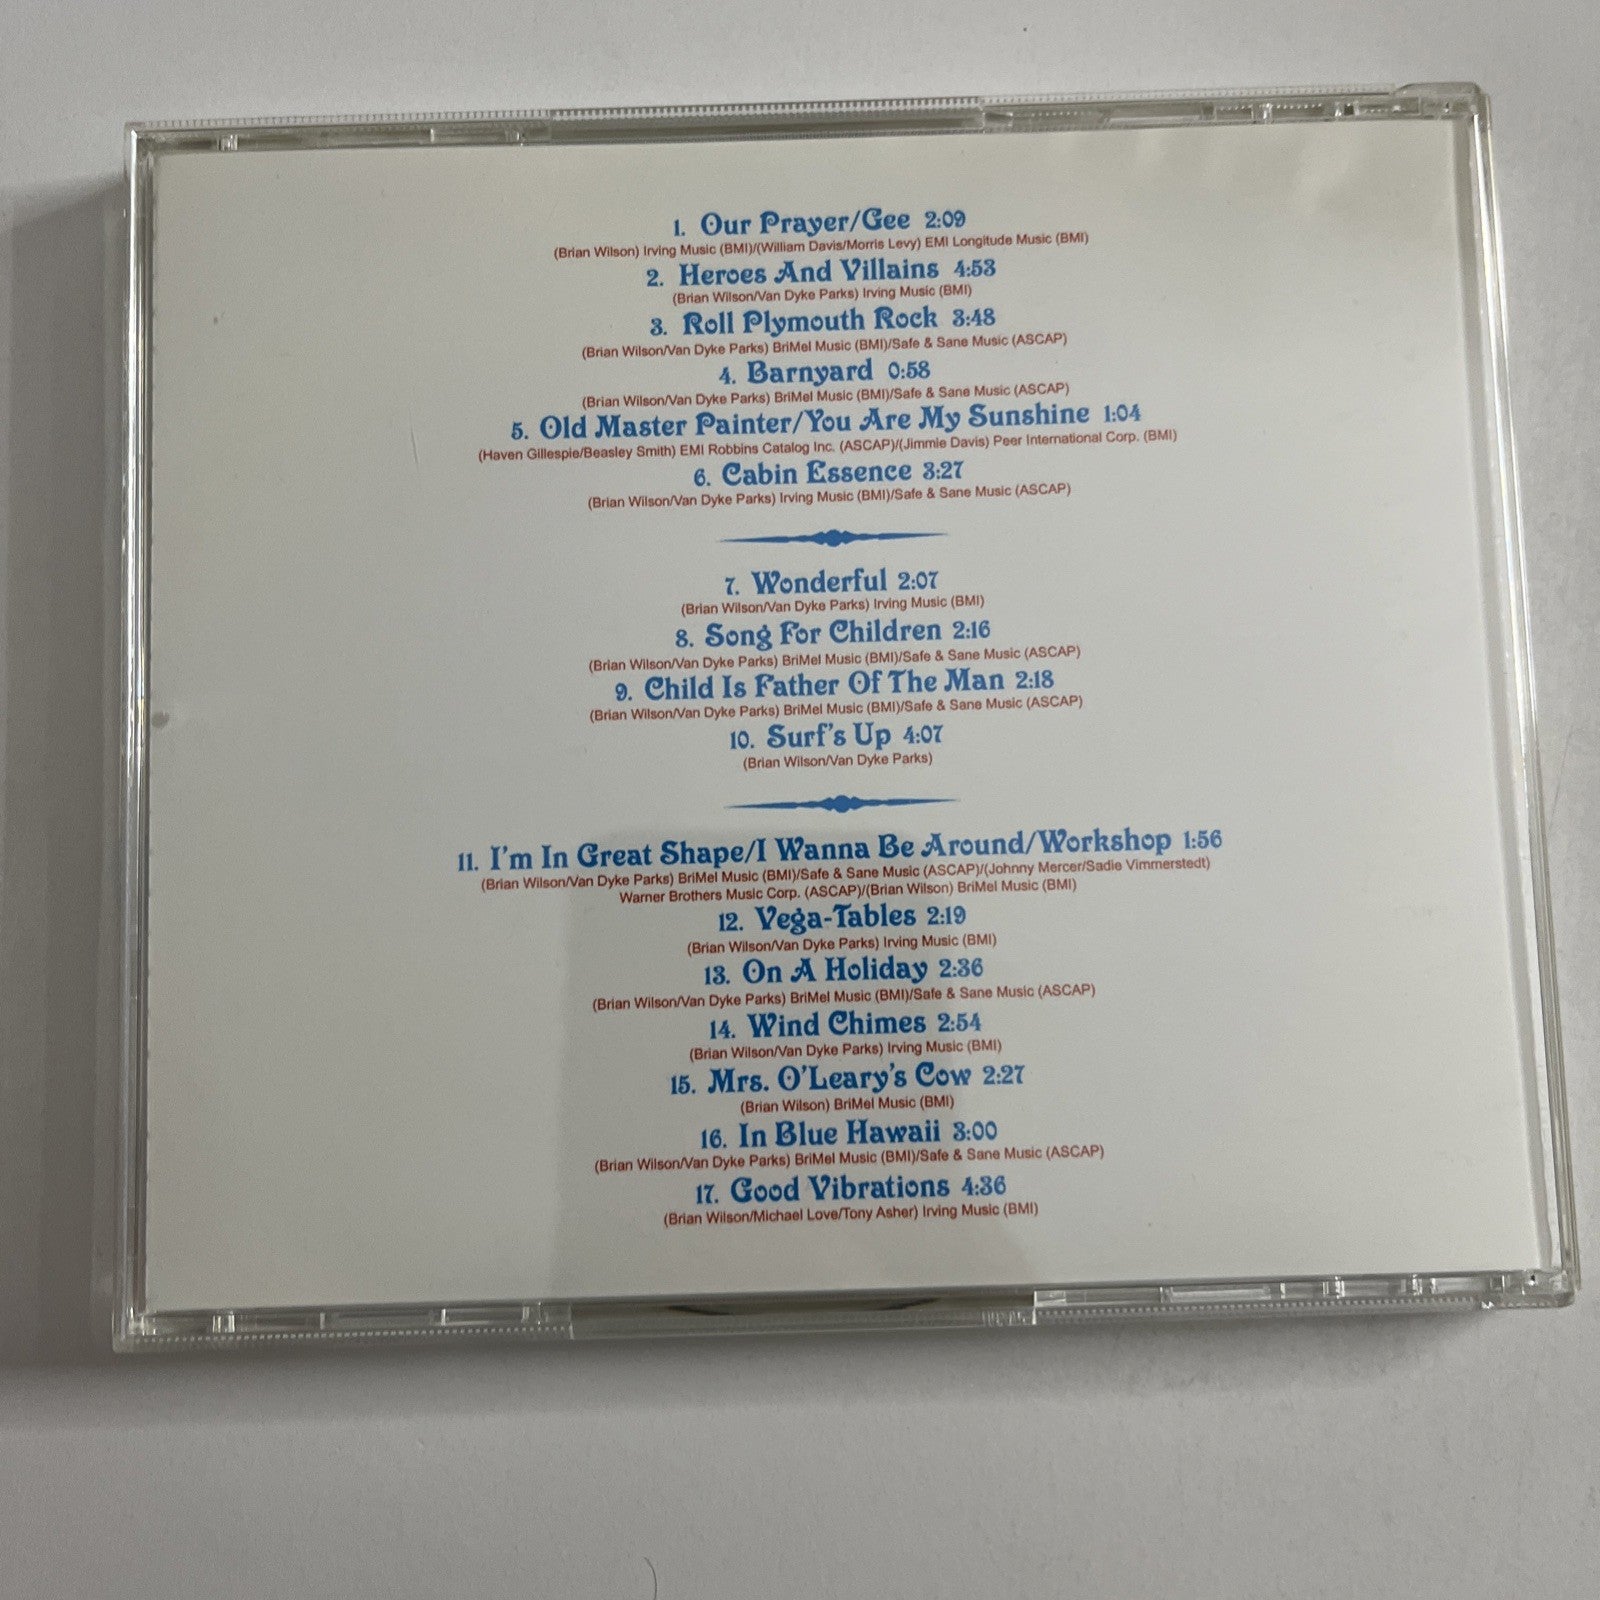 1. Our Prayer/Gee 2:09
(Brian Wilson) Irving Music (BMI)/(William Davis/Morris Levy) EMI Longitude Music (BMI)
2. Heroes And Villains 4:53
(Brian Wilson/Van Dyke Parks) Irving Music (BMI)
3. Roll Plymouth Rock 3:48
(Brian Wilson/Van Dyke Parks) BriMel Music (BMI)/Safe & Sane Music (ASCAP)
4. Barnyard 0:58
(Brian Wilson/Van Dyke Parks) BriMel Music (BMI)/Safe & Sane Music (ASCAP)
5. Old Master Painter/You Are My Sunshine 1:04
(Haven Gillespie/Beasley Smith) EMI Robbins Catalog Inc. (ASCAP)/(Jimmie Davis) Peer International Corp. (BMI)
6. Cabin Essence 3:27
(Brian Wilson/Van Dyke Parks) Irving Music (BMI)/Safe & Sane Music (ASCAP)
7. Wonderful 2:07
(Brian Wilson/Van Dyke Parks) Irving Music (BMI)
8. Song For Children 2:16
(Brian Wilson/Van Dyke Parks) BriMel Music (BMI)/Safe & Sane Music (ASCAP)
9. Child Is Father Of The Man 2:18
(Brian Wilson/Van Dyke Parks) BriMel Music (BMI)/Safe & Sane Music (ASCAP)
10. Surf's Up 4:07
(Brian Wilson/Van Dyke Parks)
11. I'm In Great Shape/I Wanna Be Around/Workshop 1:56
(Brian Wilson/Van Dyke Parks) BriMel Music (BMI)/Safe & Sane Music (ASCAP)/(Johnny Mercer/Sadie Vimmerstedt)
Warner Brothers Music Corp. (ASCAP)/(Brian Wilson) BriMel Music (BMI)
12. Vega-Tables 2:19
(Brian Wilson/Van Dyke Parks) Irving Music (BMI)
13. On A Holiday 2:36
(Brian Wilson/Van Dyke Parks) BriMel Music (BMI)/Safe & Sane Music (ASCAP)
14. Wind Chimes 2:54
(Brian Wilson/Van Dyke Parks) Irving Music (BMI)
15. Mrs. O'Leary's Cow 2:27
(Brian Wilson) BriMel Music (BMI)
16. In Blue Hawaii 3:00
(Brian Wilson/Van Dyke Parks) BriMel Music (BMI)/Safe & Sane Music (ASCAP)
17. Good Vibrations 4:36
(Brian Wilson/Michael Love/Tony Asher) Irving Music (BMI)